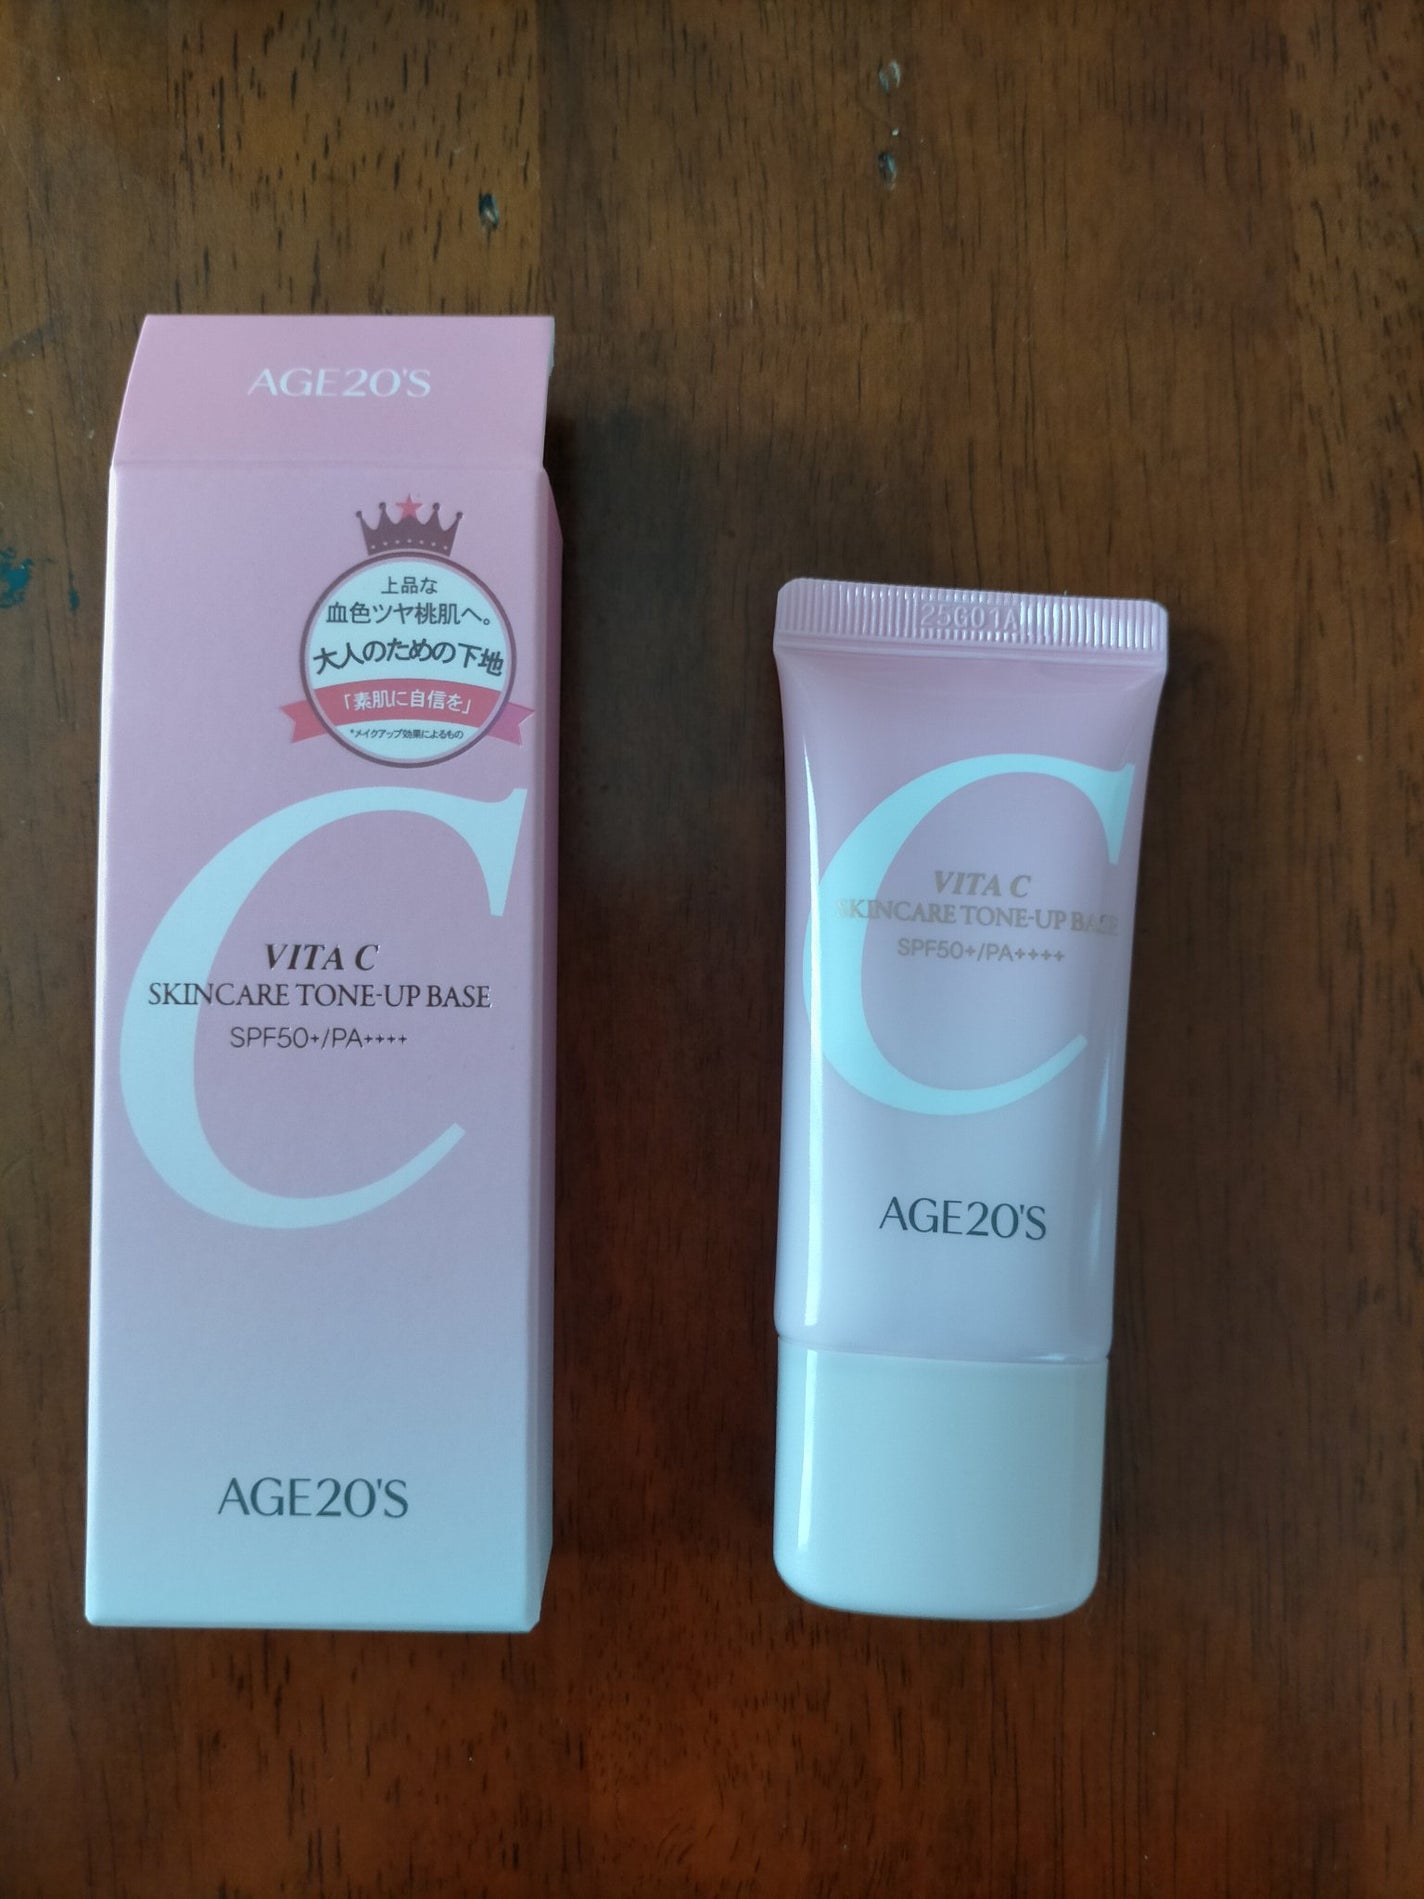 AGE20'S
上品な
血色ツヤ桃肌へ。
大人のための下地
「素肌に自信を」
*メイクアップ効果によるもの
C
VITA C
SKINCARE TONE-UP BASE
SPF50+/PA++++
AGE20'S
25G01A
C
VITA C
SKINCARE TONE-UP BASE
SPF50+/PA++++
AGE20'S